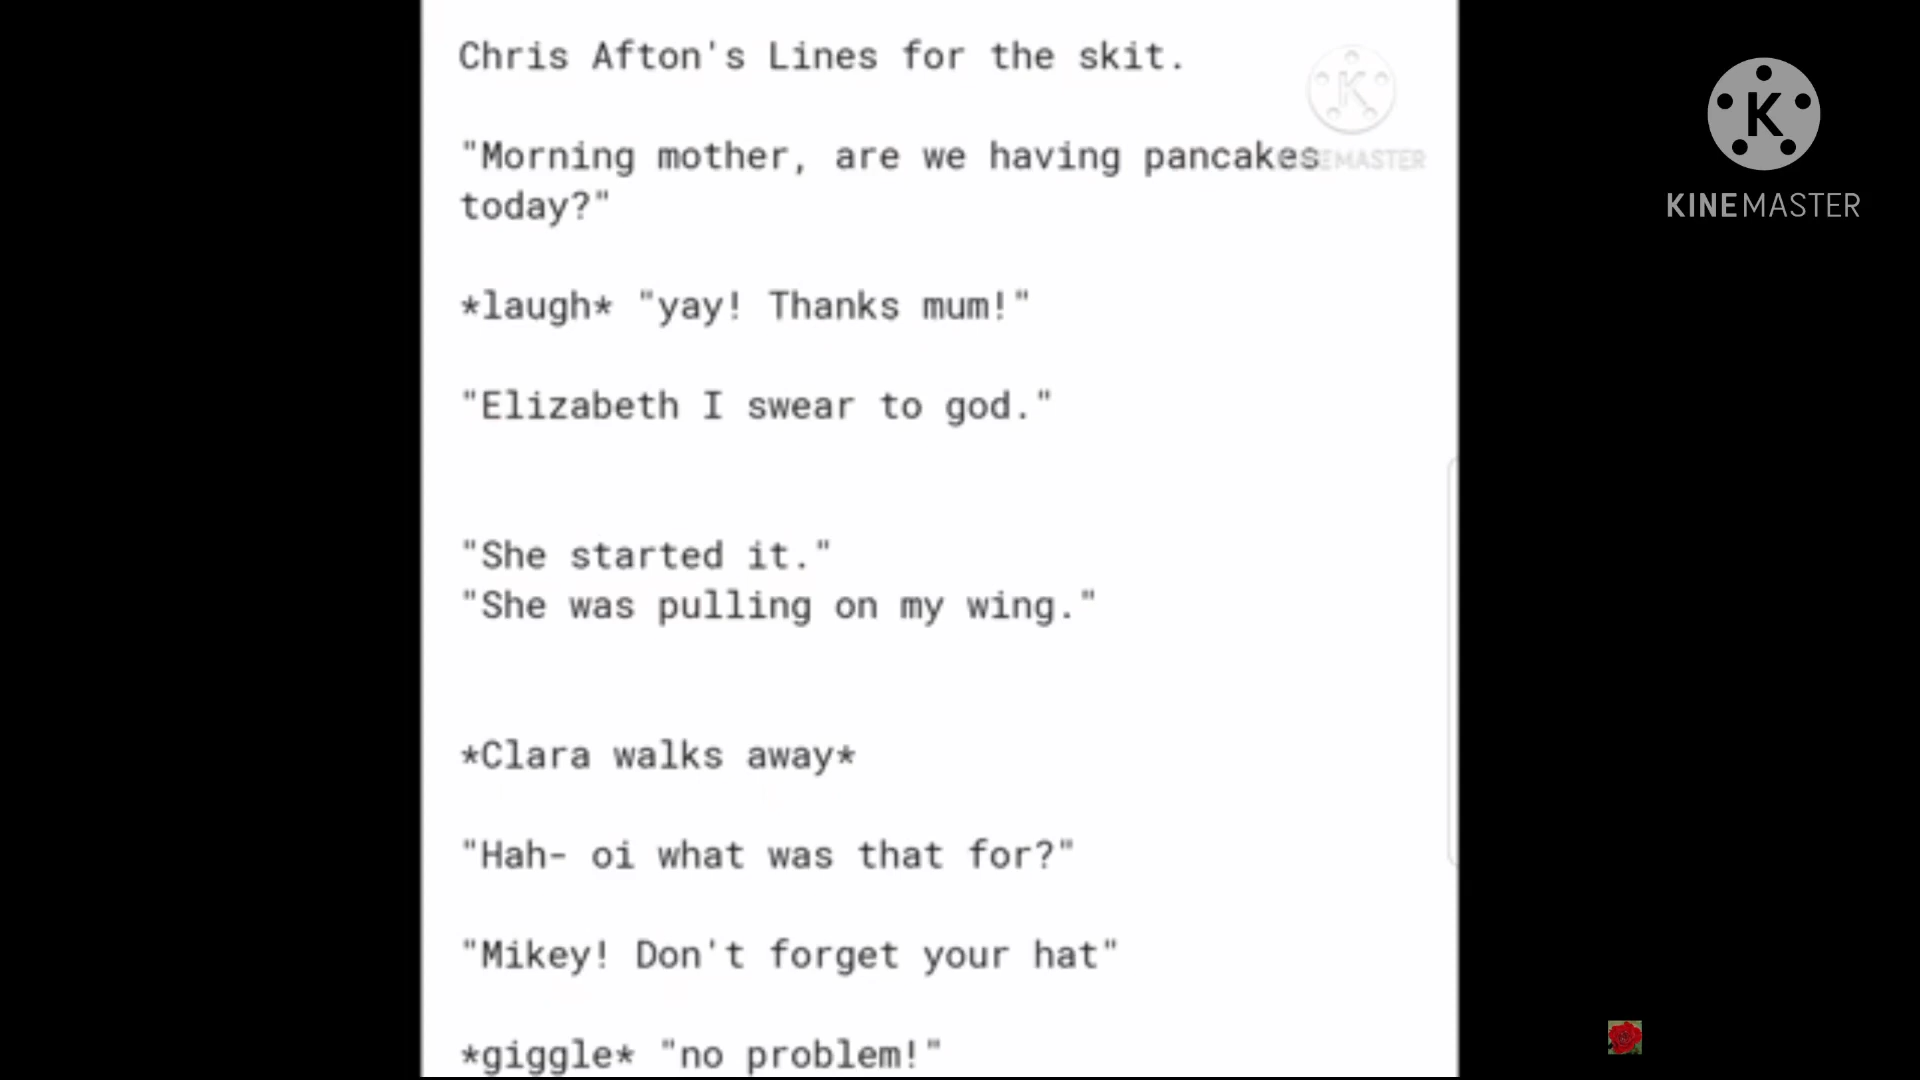 Chris Afton's Lines for the skit.
"Morning mother, are we having pancakes
today?"
*laugh* "yay! Thanks mum!"
"Elizabeth I swear to god."
"She started it."
"She was pulling on my wing."
*Clara walks away*
"Hah- oi what was that for?"
"Mikey! Don't forget your hat"
*giggle* "no problem!"
K
KINEMASTER
K
KINEMASTER